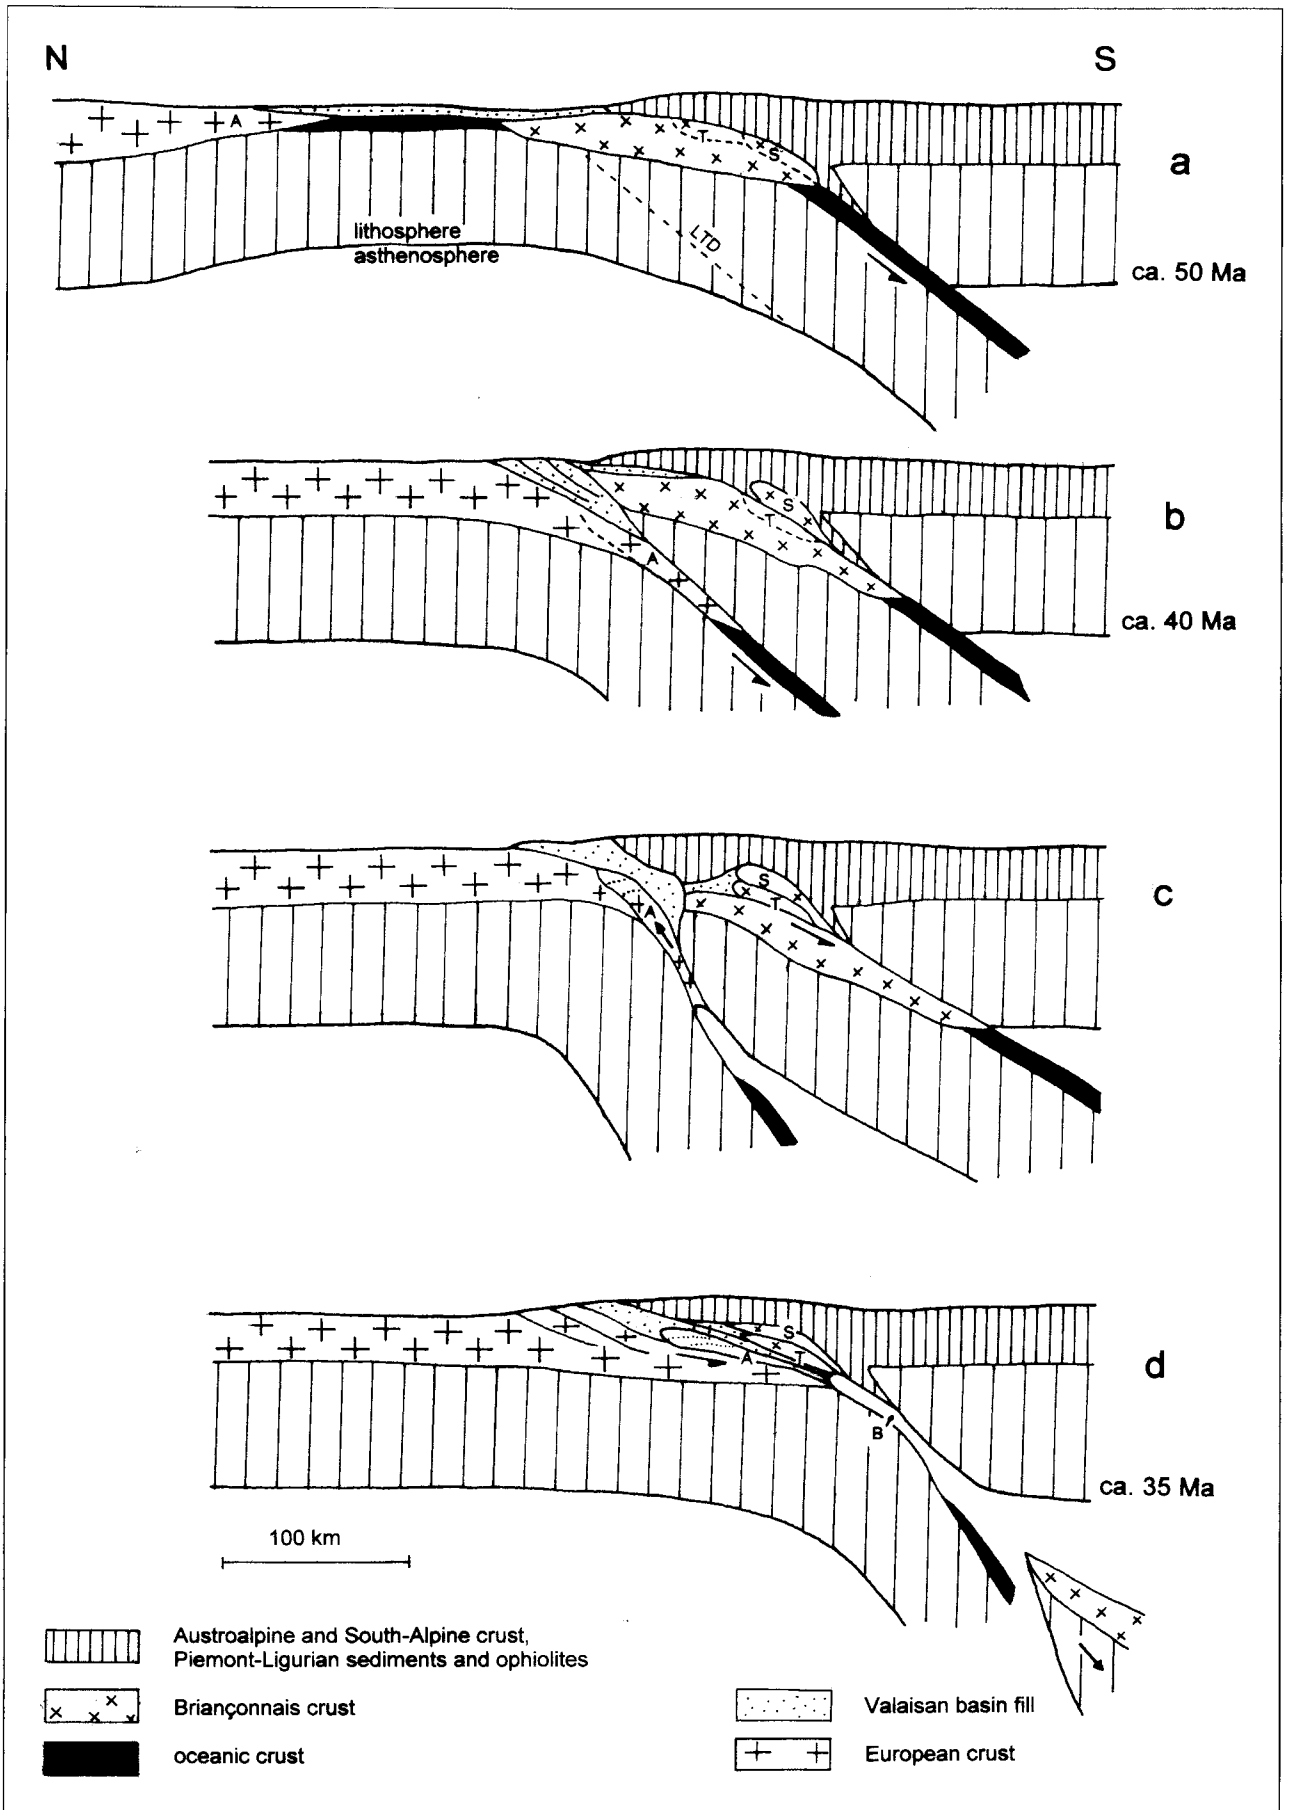 N
S
A
T
S
a
LTD
lithosphere
asthenosphere
ca. 50 Ma
S
T
b
A
ca. 40 Ma
S
A
T
c
S
A
T
d
B
ca. 35 Ma
100 km
Austroalpine and South-Alpine crust,
Piemont-Ligurian sediments and ophiolites
Briançonnais crust
oceanic crust
Valaisan basin fill
European crust